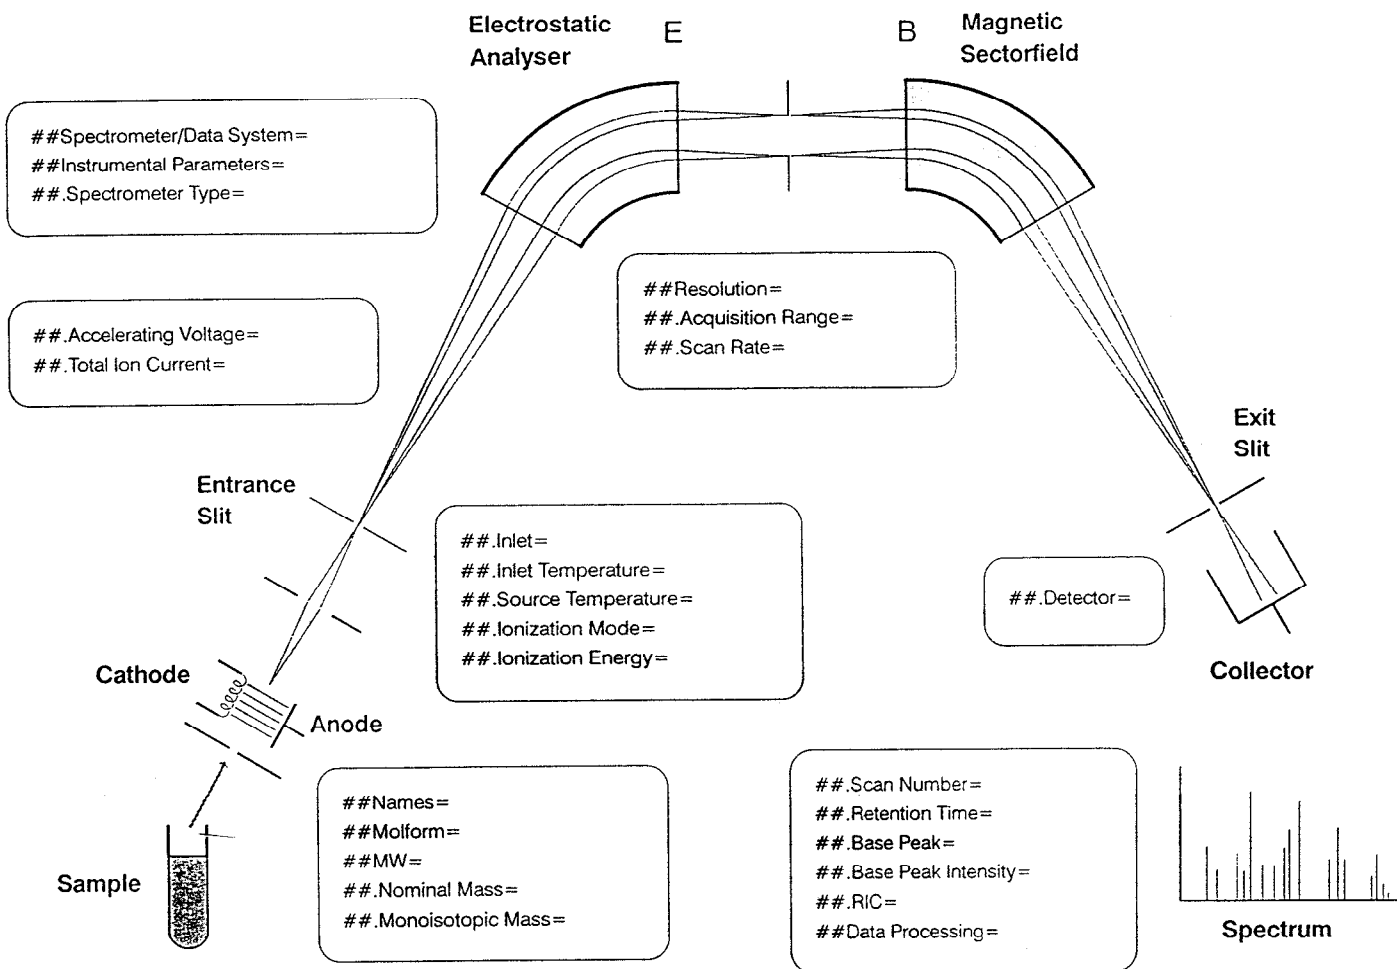 Electrostatic
Analyser
E
B
Magnetic
Sectorfield
##Spectrometer/Data System=
##Instrumental Parameters=
##.Spectrometer Type=
##Resolution=
##.Acquisition Range=
##.Scan Rate=
##.Accelerating Voltage=
##.Total Ion Current=
Entrance
Slit
Exit
Slit
##.Inlet=
##.Inlet Temperature=
##.Source Temperature=
##.Ionization Mode=
##.Ionization Energy=
##.Detector=
Cathode
Anode
Collector
##Names=
##Molform=
##MW=
##.Nominal Mass=
##.Monoisotopic Mass=
Sample
##.Scan Number=
##.Retention Time=
##.Base Peak=
##.Base Peak Intensity=
##.RIC=
##Data Processing=
Spectrum